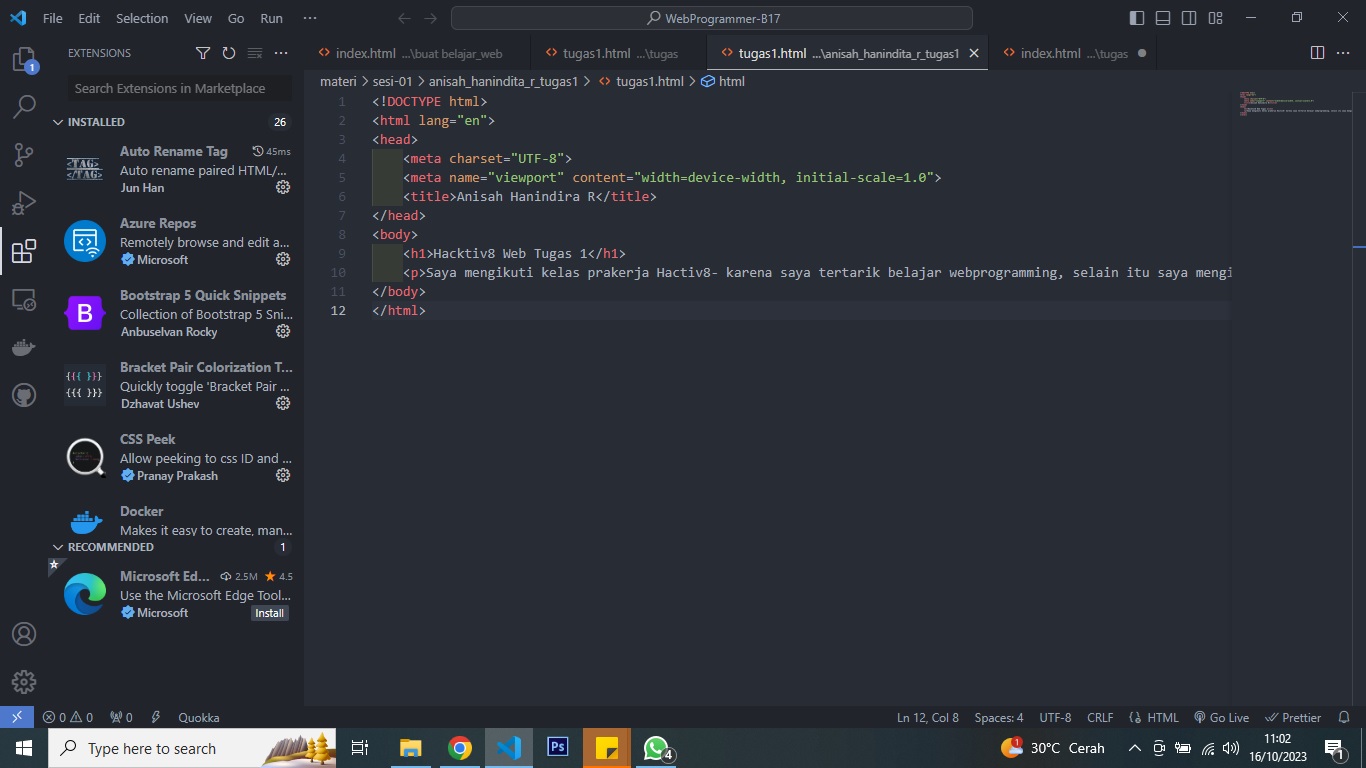 File Edit Selection View Go Run ···
WebProgrammer-B17
EXTENSIONS
index.html ...\buat belajar_web
tugas1.html ...\tugas
tugas1.html ...\anisah_hanindita_r_tugas1
index.html ...\tugas
1
Search Extensions in Marketplace
INSTALLED 26
Auto Rename Tag 45ms
Auto rename paired HTML/...
Jun Han
<TAG>
</TAG>
Azure Repos
Remotely browse and edit a...
Microsoft
Bootstrap 5 Quick Snippets
Collection of Bootstrap 5 Sni...
Anbuselvan Rocky
B
Bracket Pair Colorization T...
Quickly toggle 'Bracket Pair ...
Dzhavat Ushev
{{{ }}}
{{{ }}}
CSS Peek
Allow peeking to css ID and ...
Pranay Prakash
Docker
Makes it easy to create, man...
RECOMMENDED 1
Microsoft Ed... 2.5M 4.5
Use the Microsoft Edge Tool...
Microsoft
Install
materi > sesi-01 > anisah_hanindita_r_tugas1 > tugas1.html > html
1 <!DOCTYPE html>
2 <html lang="en">
3 <head>
4 <meta charset="UTF-8">
5 <meta name="viewport" content="width=device-width, initial-scale=1.0">
6 <title>Anisah Hanindira R</title>
7 </head>
8 <body>
9 <h1>Hacktiv8 Web Tugas 1</h1>
10 <p>Saya mengikuti kelas prakerja Hactiv8- karena saya tertarik belajar webprogramming, selain itu saya mengi
11 </body>
12 </html>
0 0 0 Quokka
Ln 12, Col 8 Spaces: 4 UTF-8 CRLF HTML Go Live Prettier
Type here to search
Ps
4
1
30°C Cerah
11:02
16/10/2023
1